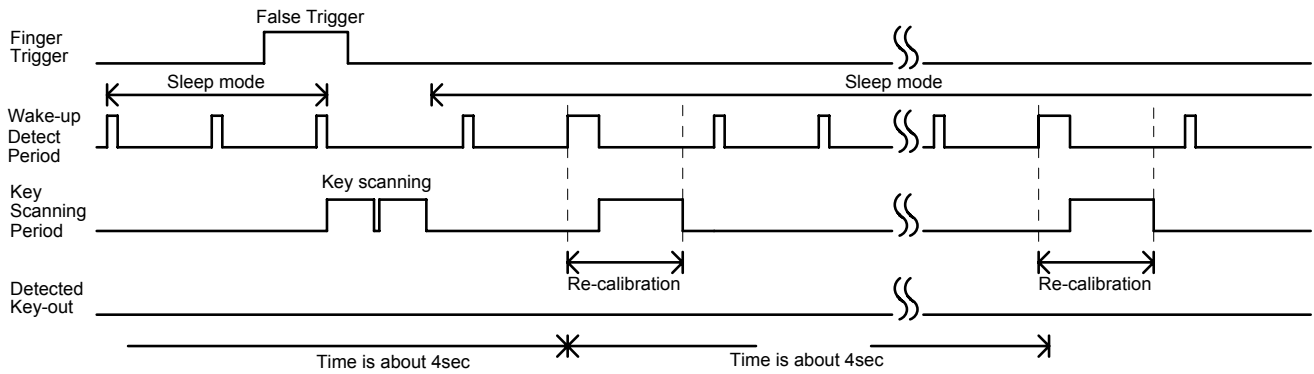 False Trigger
Finger
Trigger
Sleep mode
Sleep mode
Wake-up
Detect
Period
Key scanning
Key
Scanning
Period
Re-calibration
Re-calibration
Detected
Key-out
Time is about 4sec
Time is about 4sec